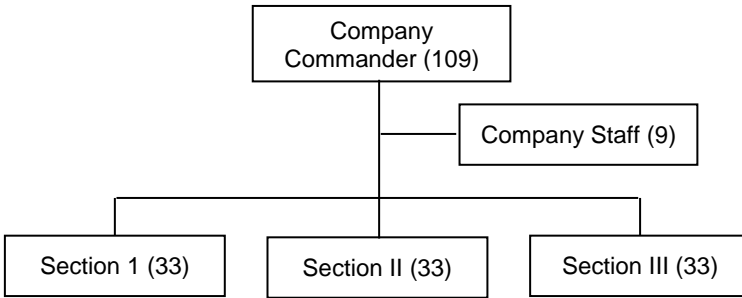 Company
Commander (109)
Company Staff (9)
Section 1 (33)
Section II (33)
Section III (33)